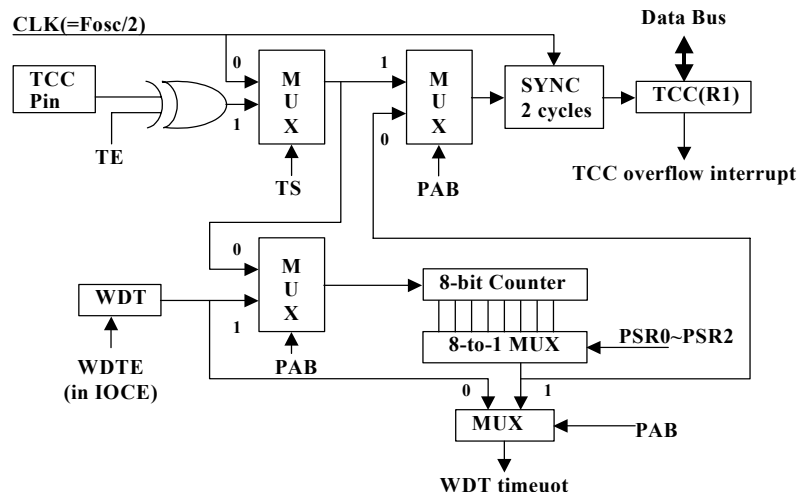 CLK(=Fosc/2)
Data Bus
TCC
Pin
0
1
M
U
X
1
0
M
U
X
SYNC
2 cycles
TCC(R1)
TE
TS
PAB
TCC overflow interrupt
0
1
M
U
X
WDT
8-bit Counter
8-to-1 MUX
PSR0~PSR2
WDTE
(in IOCE)
PAB
0
1
MUX
PAB
WDT timeuot